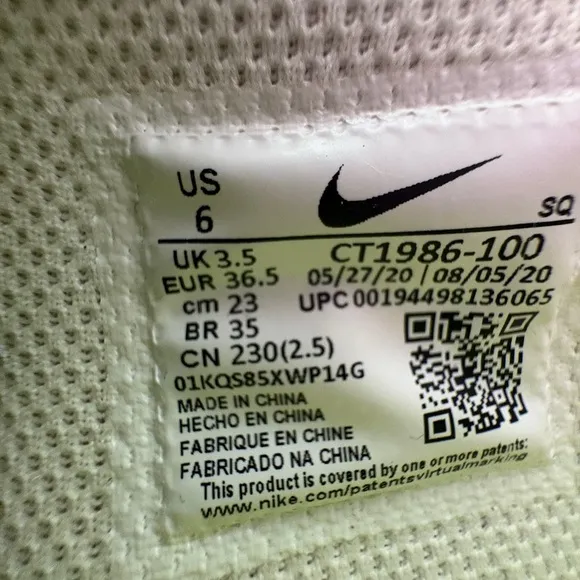 US
6
SQ
UK 3.5
CT1986-100
EUR 36.5
05/27/20 | 08/05/20
cm 23
UPC 00194498136065
BR 35
CN 230(2.5)
01KQS85XWP14G
MADE IN CHINA
HECHO EN CHINA
FABRIQUE EN CHINE
FABRICADO NA CHINA
This product is covered by one or more patents:
www.nike.com/patentsvirtualmarking